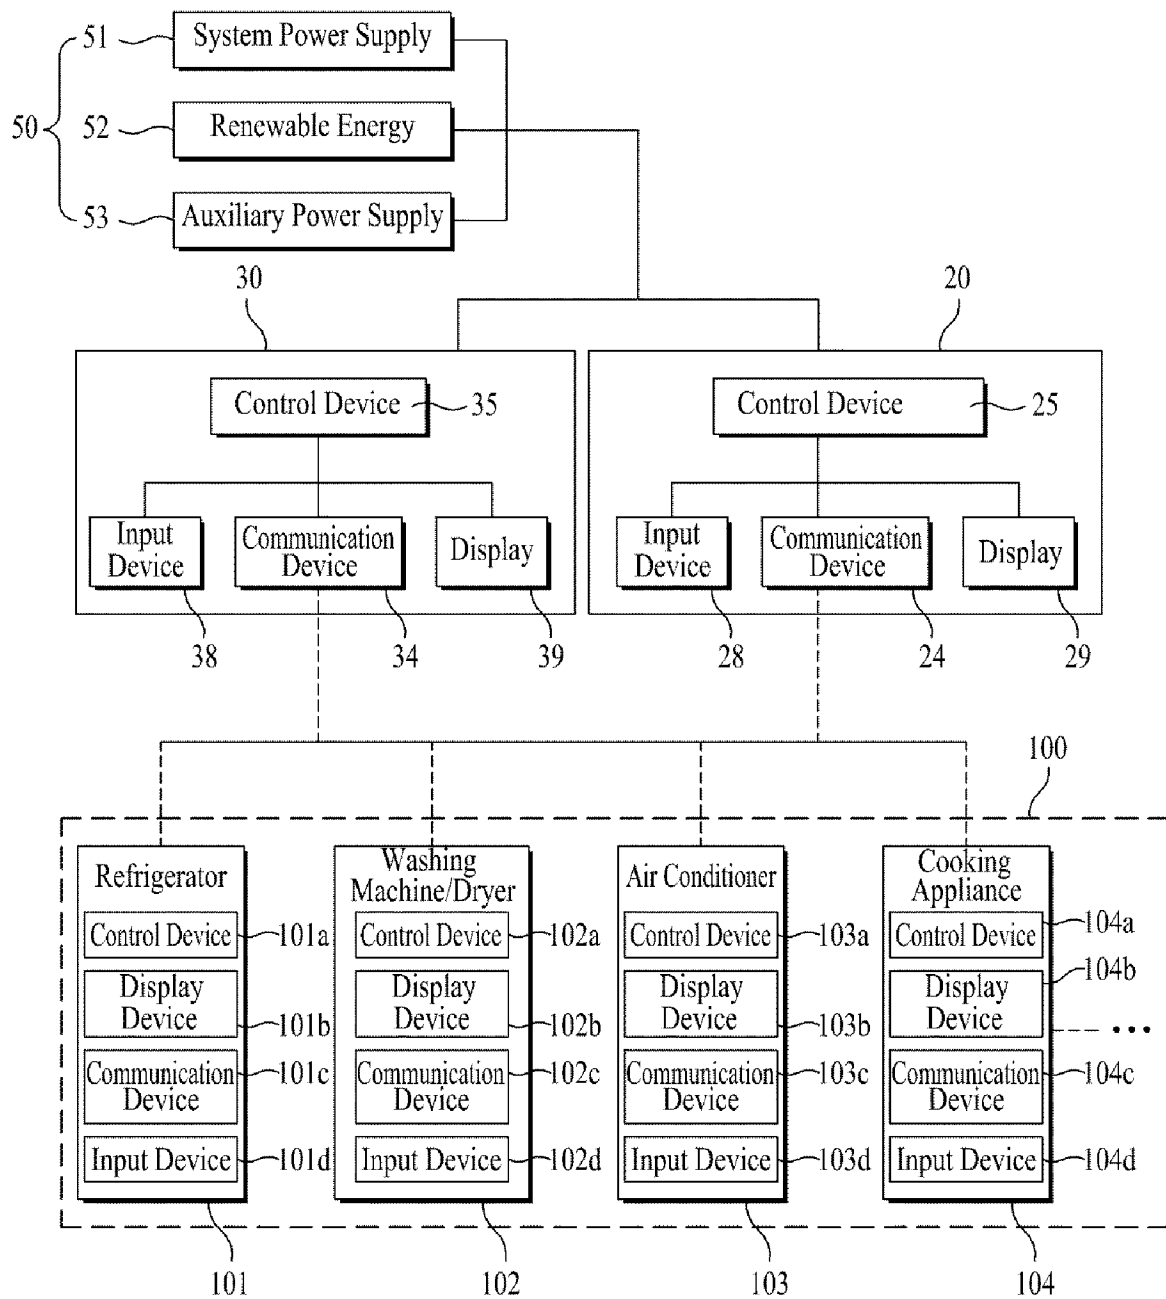 51
System Power Supply
50
52
Renewable Energy
53
Auxiliary Power Supply
30
20
Control Device
35
Control Device
25
Input
Device
Communication
Device
Display
Input
Device
Communication
Device
Display
38
34
39
28
24
29
100
Refrigerator
Control Device
101a
Display
Device
101b
Communication
Device
101c
Input Device
101d
Washing
Machine/Dryer
Control Device
102a
Display
Device
102b
Communication
Device
102c
Input Device
102d
Air Conditioner
Control Device
103a
Display
Device
103b
Communication
Device
103c
Input Device
103d
Cooking
Appliance
Control Device
104a
Display
Device
104b
Communication
Device
104c
Input Device
104d
101
102
103
104